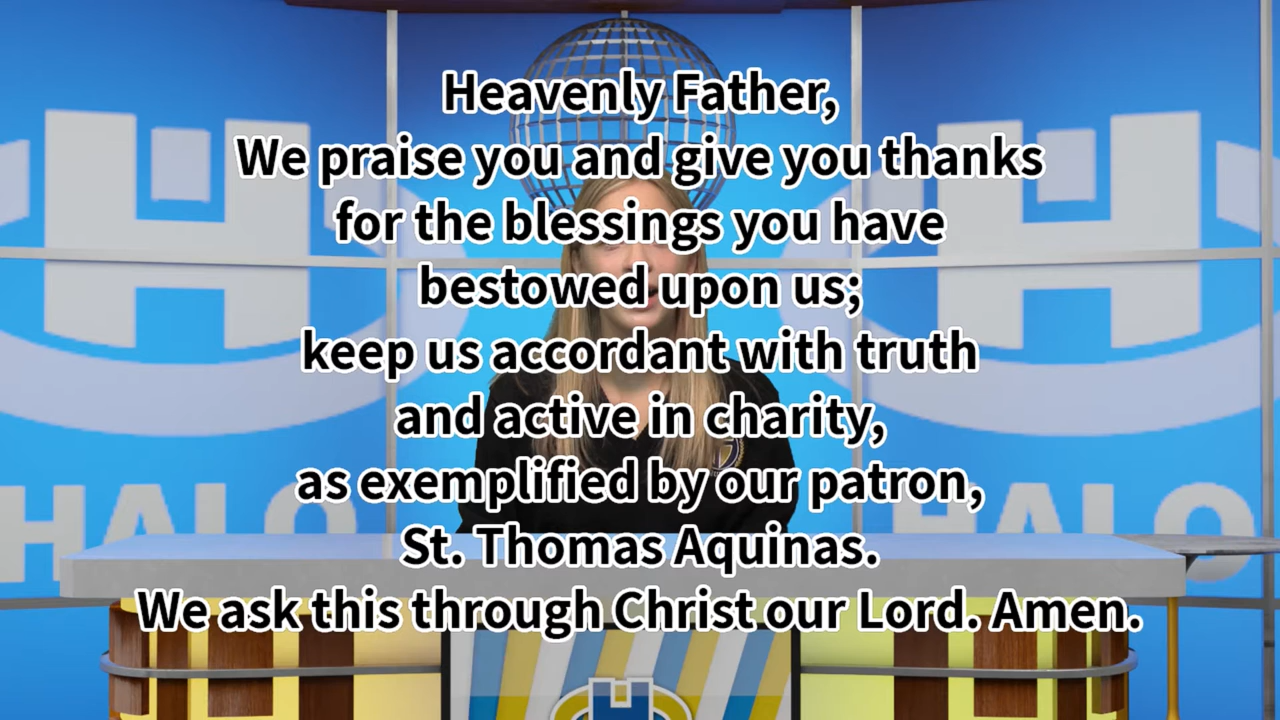 Heavenly Father,
We praise you and give you thanks
for the blessings you have
bestowed upon us;
keep us accordant with truth
and active in charity,
as exemplified by our patron,
St. Thomas Aquinas.
We ask this through Christ our Lord. Amen.
HALO
HALO